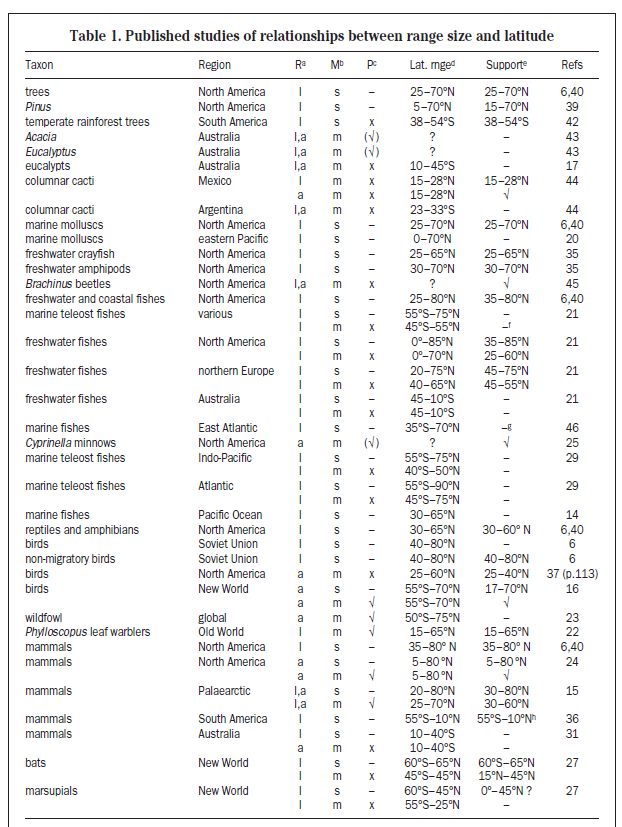 Table 1. Published studies of relationships between range size and latitude
Taxon Region Rᵃ Mᵇ Pᶜ Lat. rngeᵈ Supportᵉ Refs
trees North America l s – 25–70°N 25–70°N 6,40
Pinus North America l s – 5–70°N 15–70°N 39
temperate rainforest trees South America l s x 38–54°S 38–54°S 42
Acacia Australia l,a m (√) ? – 43
Eucalyptus Australia l,a m (√) ? – 43
eucalypts Australia l,a m x 10–45°S – 17
columnar cacti Mexico l m x 15–28°N 15–28°N 44
a m x 15–28°N √
columnar cacti Argentina l,a m x 23–33°S – 44
marine molluscs North America l s – 25–70°N 25–70°N 6,40
marine molluscs eastern Pacific l s – 0–70°N – 20
freshwater crayfish North America l s – 25–65°N 25–65°N 35
freshwater amphipods North America l s – 30–70°N 30–70°N 35
Brachinus beetles North America l,a m x ? √ 45
freshwater and coastal fishes North America l s – 25–80°N 35–80°N 6,40
marine teleost fishes various l s – 55°S–75°N – 21
l m x 45°S–55°N –ᶠ
freshwater fishes North America l s – 0°–85°N 35–85°N 21
l m x 0°–70°N 25–60°N
freshwater fishes northern Europe l s – 20–75°N 45–75°N 21
l m x 40–65°N 45–55°N
freshwater fishes Australia l s – 45–10°S – 21
l m x 45–10°S –
marine fishes East Atlantic l s – 35°S–70°N –ᵍ 46
Cyprinella minnows North America a m (√) ? √ 25
marine teleost fishes Indo-Pacific l s – 55°S–75°N – 29
l m x 40°S–50°N –
marine teleost fishes Atlantic l s – 55°S–90°N – 29
l m x 45°S–75°N –
marine fishes Pacific Ocean l s – 30–65°N – 14
reptiles and amphibians North America l s – 30–65°N 30–60° N 6,40
birds Soviet Union l s – 40–80°N – 6
non-migratory birds Soviet Union l s – 40–80°N 40–80°N 6
birds North America a m x 25–60°N 25–40°N 37 (p.113)
birds New World a s – 55°S–70°N 17–70°N 16
a m √ 55°S–70°N √
wildfowl global a m √ 50°S–75°N – 23
Phylloscopus leaf warblers Old World l m √ 15–65°N 15–65°N 22
mammals North America l s – 35–80° N 35–80° N 6,40
mammals North America a s – 5–80°N 5–80°N 24
a m √ 5–80°N √
mammals Palaearctic l,a s – 20–80°N 30–80°N 15
l,a m √ 25–70°N 30–60°N
mammals South America l s – 55°S–10°N 55°S–10°Nʰ 36
mammals Australia l s – 10–40°S – 31
a m x 10–40°S –
bats New World l s – 60°S–65°N 60°S–65°N 27
l m x 45°S–45°N 15°N–45°N
marsupials New World l s – 60°S–45°N 0°–45°N ? 27
l m x 55°S–25°N –